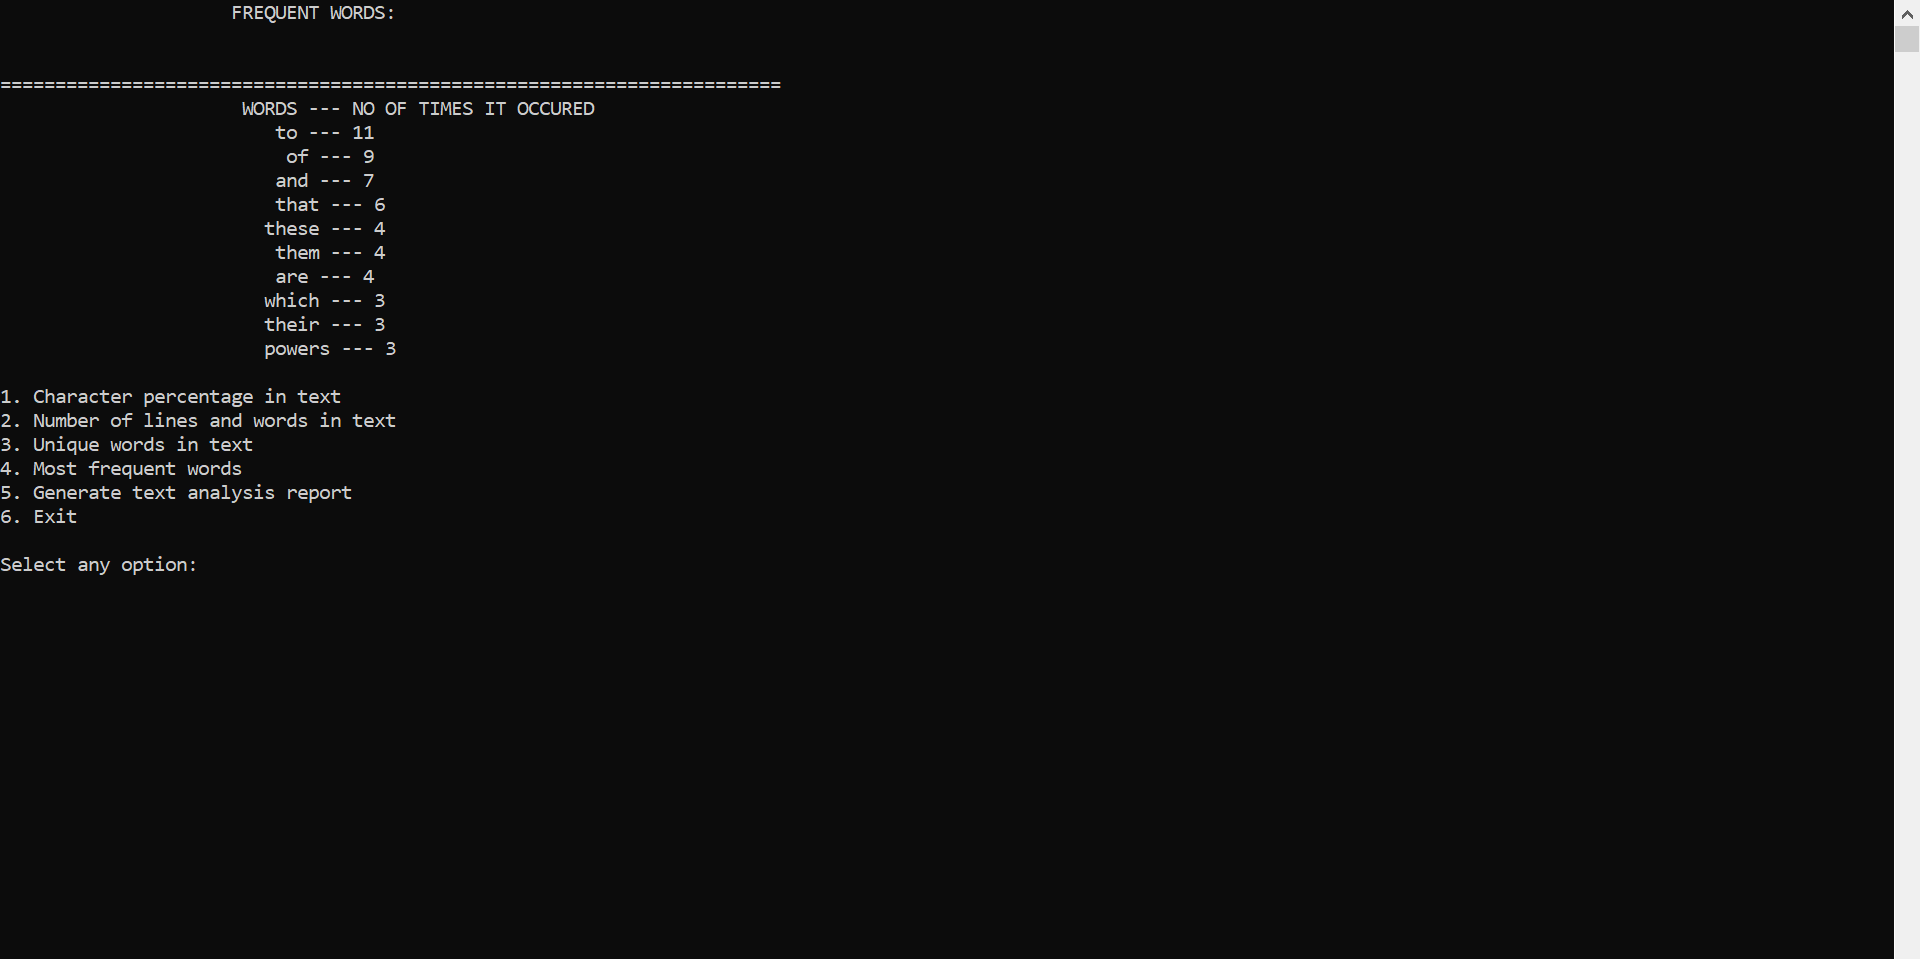 FREQUENT WORDS:
=======================================================================
WORDS --- NO OF TIMES IT OCCURED
to --- 11
of --- 9
and --- 7
that --- 6
these --- 4
them --- 4
are --- 4
which --- 3
their --- 3
powers --- 3
1. Character percentage in text
2. Number of lines and words in text
3. Unique words in text
4. Most frequent words
5. Generate text analysis report
6. Exit
Select any option: